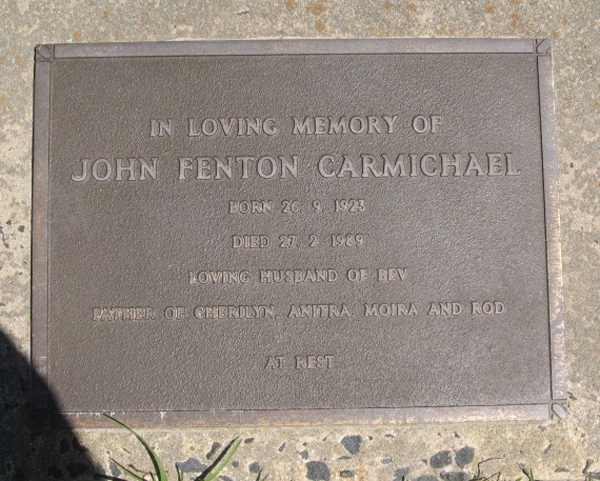 IN LOVING MEMORY OF
JOHN FENTON CARMICHAEL
BORN 26. 9. 1923
DIED 27. 2. 1989
LOVING HUSBAND OF BEV
FATHER OF CHERILYN, ANITRA, MOIRA AND ROD
AT REST